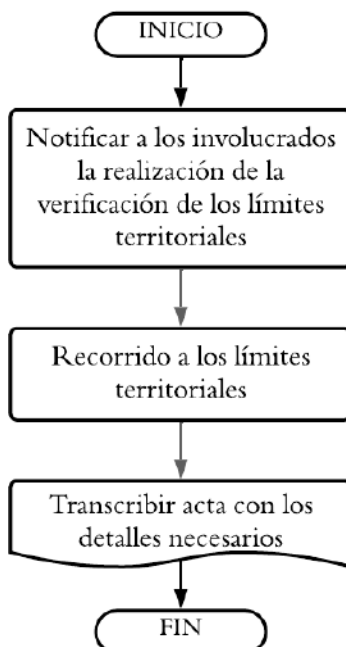 INICIO
Notificar a los involucrados
la realización de la
verificación de los límites
territoriales
Recorrido a los límites
territoriales
Transcribir acta con los
detalles necesarios
FIN